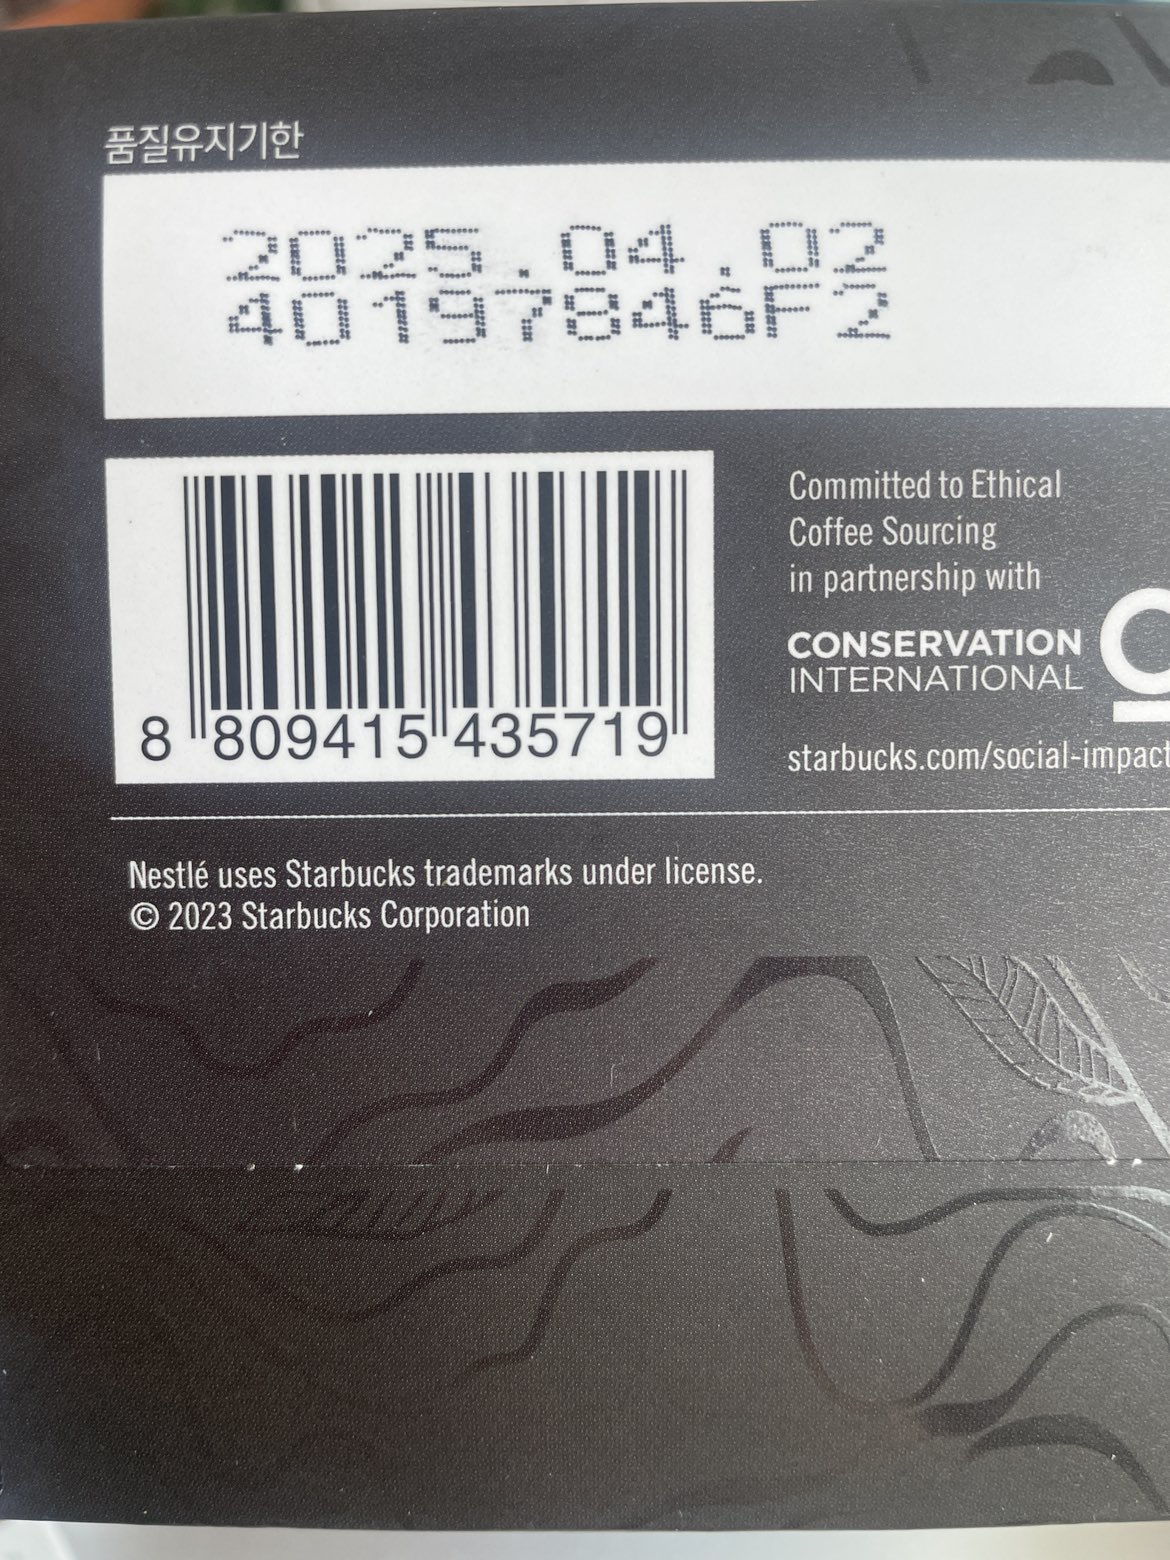 품질유지기한
2025.04.02
40197846F2
8 809415 435719
Committed to Ethical
Coffee Sourcing
in partnership with
CONSERVATION
INTERNATIONAL
starbucks.com/social-impact
Nestlé uses Starbucks trademarks under license.
© 2023 Starbucks Corporation